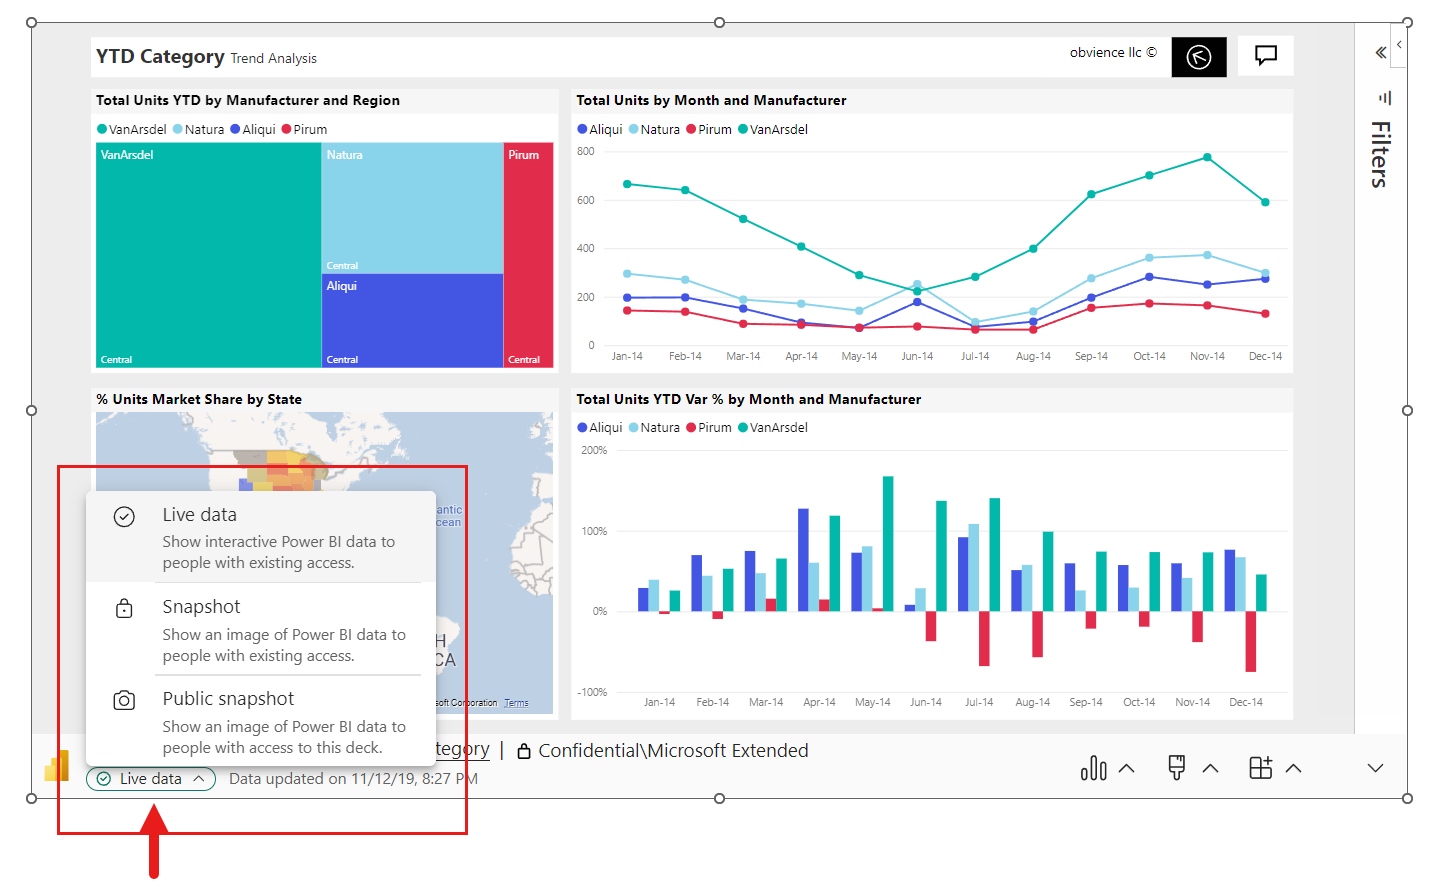 YTD Category Trend Analysis
obvience llc ©
Total Units YTD by Manufacturer and Region
VanArsdel Natura Aliqui Pirum
VanArsdel
Natura
Pirum
Central
Aliqui
Central
Central
Central
Total Units by Month and Manufacturer
Aliqui Natura Pirum VanArsdel
800
600
400
200
0
Jan-14 Feb-14 Mar-14 Apr-14 May-14 Jun-14 Jul-14 Aug-14 Sep-14 Oct-14 Nov-14 Dec-14
Filters
% Units Market Share by State
antic
cean
H
CA
soft Corporation Terms
Total Units YTD Var % by Month and Manufacturer
Aliqui Natura Pirum VanArsdel
200%
100%
0%
-100%
Jan-14 Feb-14 Mar-14 Apr-14 May-14 Jun-14 Jul-14 Aug-14 Sep-14 Oct-14 Nov-14 Dec-14
Live data
Show interactive Power BI data to
people with existing access.
Snapshot
Show an image of Power BI data to
people with existing access.
Public snapshot
Show an image of Power BI data to
people with access to this deck.
tegory | Confidential\Microsoft Extended
Live data Data updated on 11/12/19, 8:27 PM